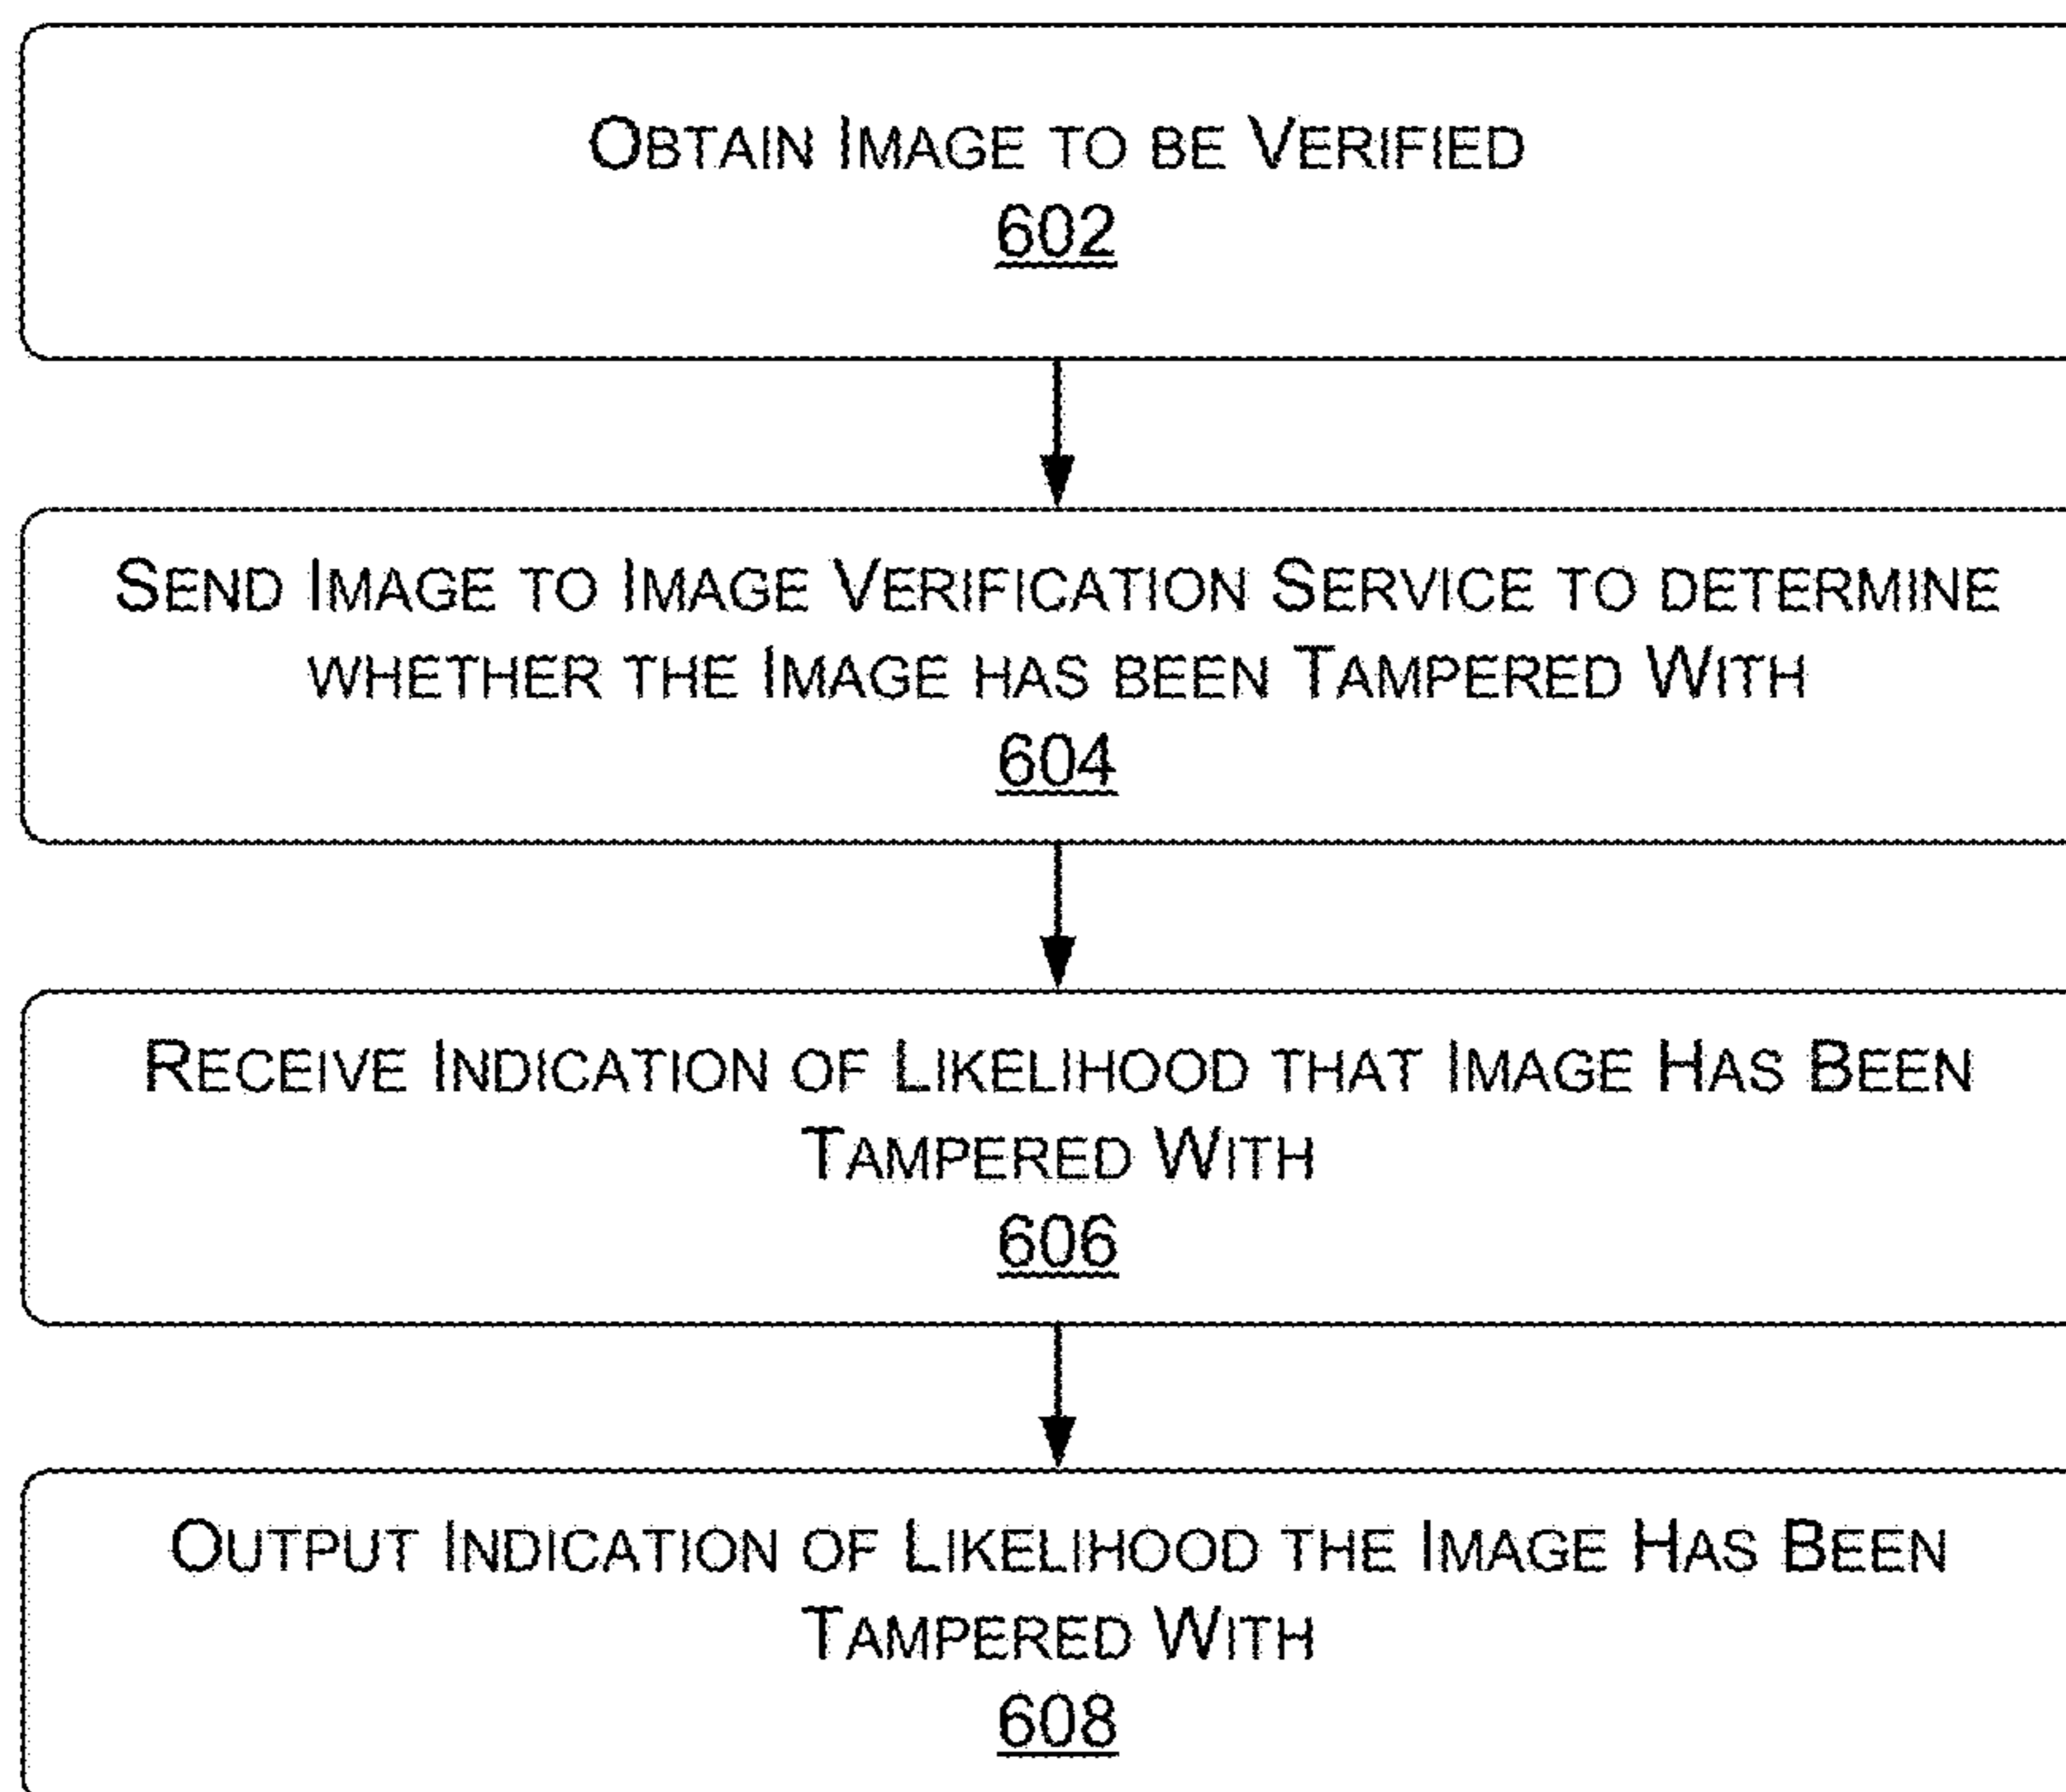 OBTAIN IMAGE TO BE VERIFIED
602
SEND IMAGE TO IMAGE VERIFICATION SERVICE TO DETERMINE
WHETHER THE IMAGE HAS BEEN TAMPERED WITH
604
RECEIVE INDICATION OF LIKELIHOOD THAT IMAGE HAS BEEN
TAMPERED WITH
606
OUTPUT INDICATION OF LIKELIHOOD THE IMAGE HAS BEEN
TAMPERED WITH
608